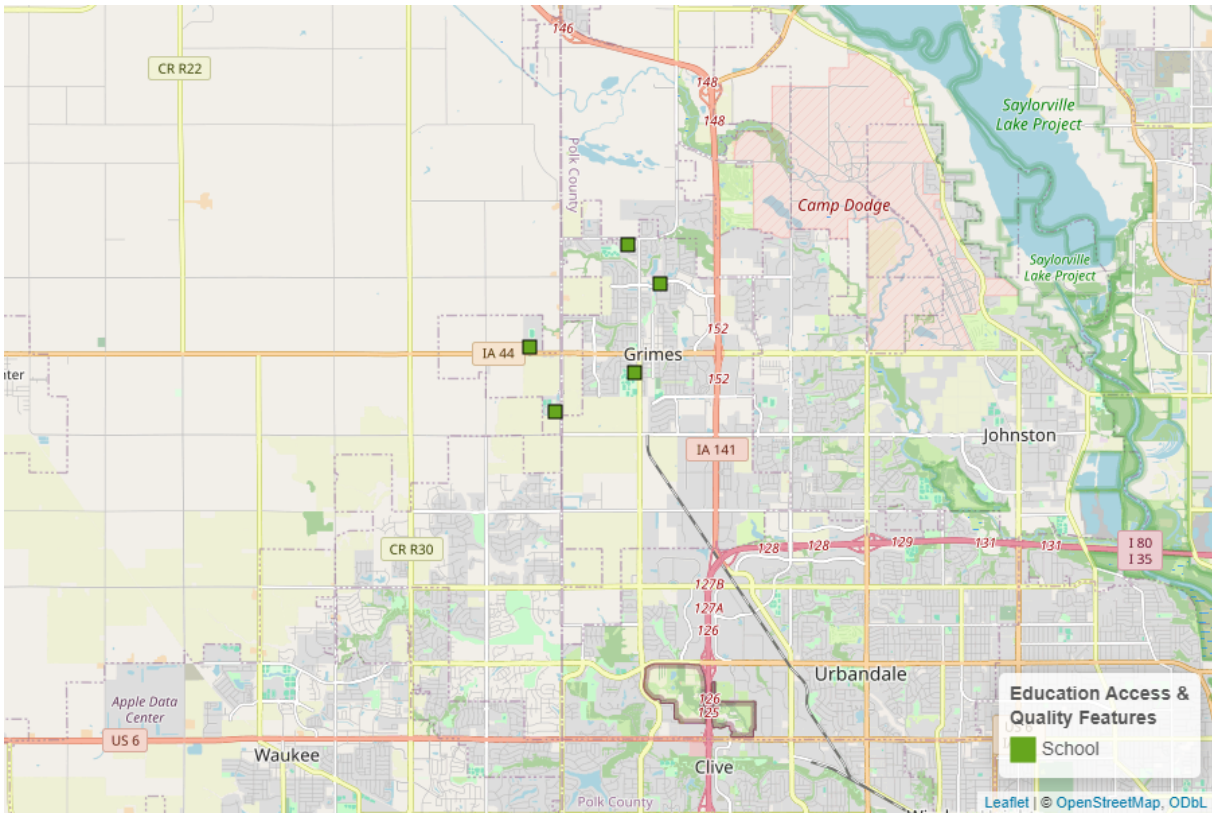 146
CR R22
148
Saylorville
Lake Project
148
Polk County
Camp Dodge
Saylorville
Lake Project
152
IA 44
Grimes
nter
152
Johnston
IA 141
CR R30
128
128
129
131
131
I 80
I 35
127B
127A
126
Urbandale
126
125
Apple Data
Center
US 6
Waukee
Clive
Polk County
Education Access &
Quality Features
School
Leaflet | © OpenStreetMap, ODbL